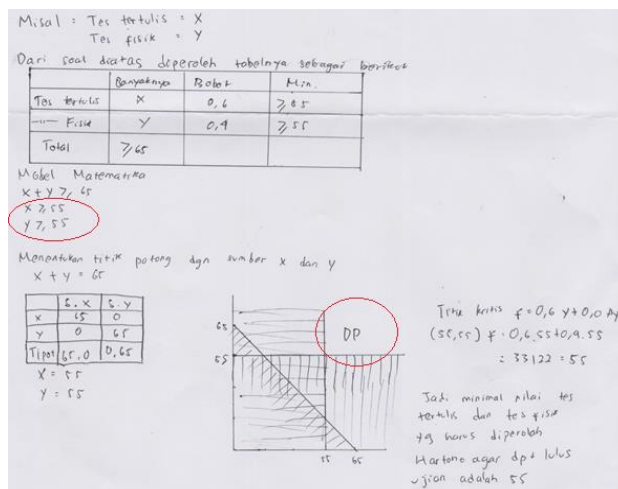 Misal : Tes tertulis = X
Tes fisik = Y
Dari soal diatas diperoleh tabelnya sebagai berikut
Banyaknya Bobot Min.
Tes tertulis X 0,6 ≥,55
Fisik Y 0,4 ≥,55
Total ≥,65
Model Matematika
X + Y ≥, 65
X ≥,55
Y ≥, 55
Menentukan titik potong dgn sumber x dan y
X + Y = 65
S.X S.Y
X 65 0
Y 0 65
Tipot 65.0 0,65
X = 55
Y = 55
65
55
DP
55 65
Titik kritis f = 0,6 y + 0,0 Ay
(55,55) f = 0,6.55+0,4.55
: 33+22 = 55
Jadi minimal nilai tes
tertulis dan tes fisik
yg harus diperoleh
Hartono agar dpt lulus
ujian adalah 55